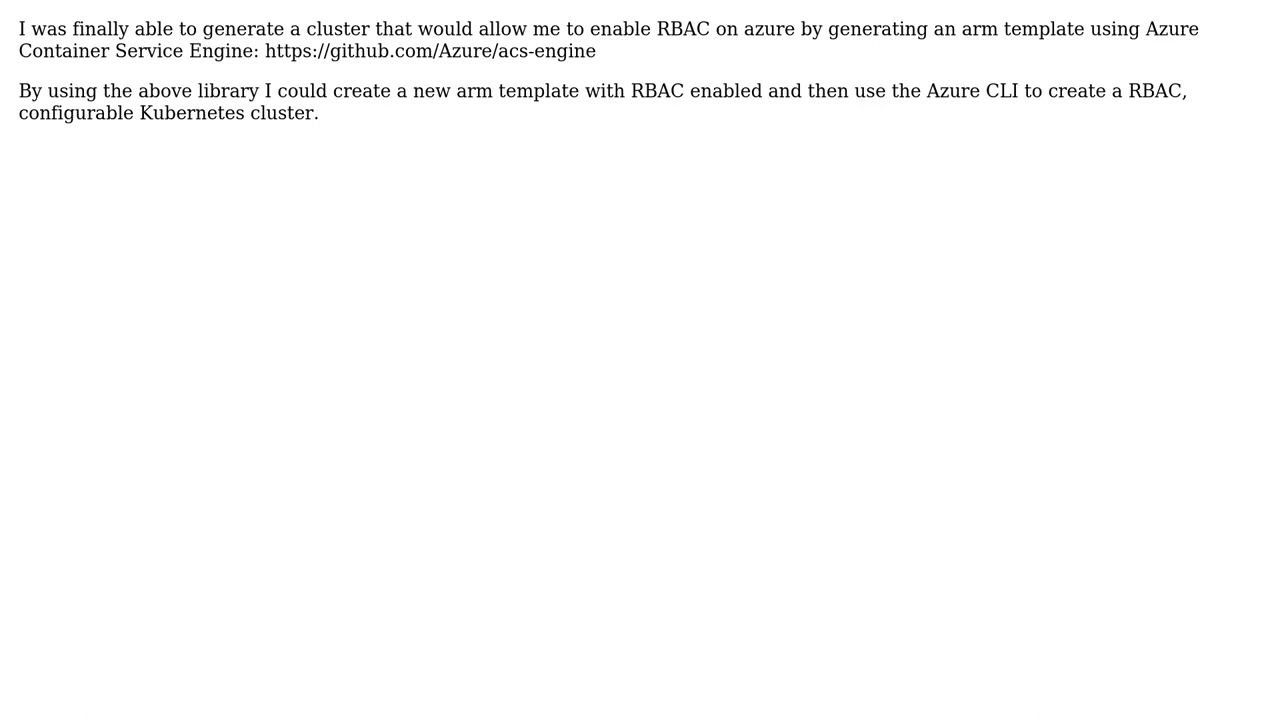 I was finally able to generate a cluster that would allow me to enable RBAC on azure by generating an arm template using Azure
Container Service Engine: https://github.com/Azure/acs-engine
By using the above library I could create a new arm template with RBAC enabled and then use the Azure CLI to create a RBAC,
configurable Kubernetes cluster.